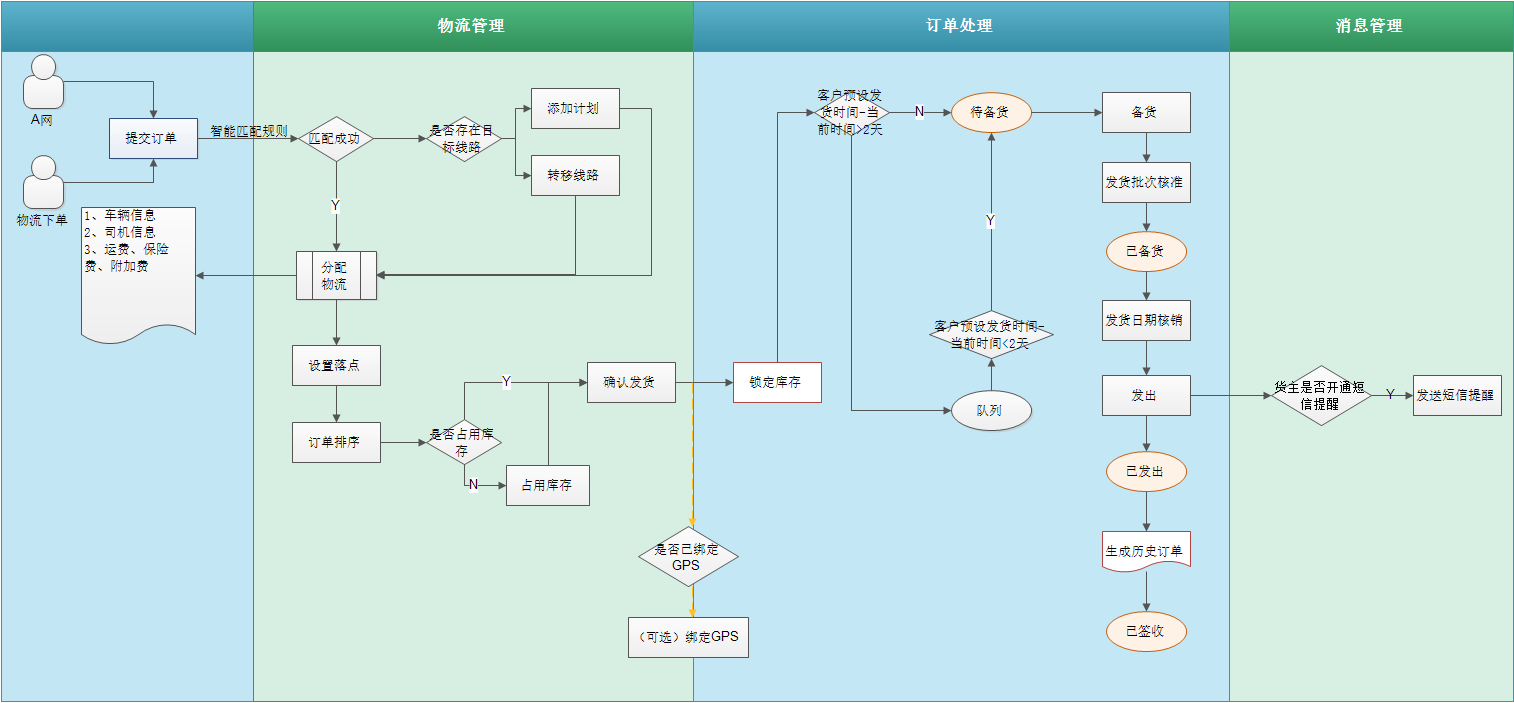 物流管理
订单处理
消息管理
A网
物流下单
提交订单
智能匹配规则
1、车辆信息
2、司机信息
3、运费、保险
费、附加费
匹配成功
Y
是否存在目
标线路
添加计划
转移线路
分配
物流
设置落点
订单排序
是否占用库
存
Y
N
占用库存
确认发货
是否已绑定
GPS
（可选）绑定GPS
锁定库存
客户预设发
货时间-当
前时间>2天
N
待备货
Y
客户预设发货时间-
当前时间<2天
队列
备货
发货批次核准
已备货
发货日期核销
发出
已发出
生成历史订单
已签收
货主是否开通短
信提醒
Y
发送短信提醒